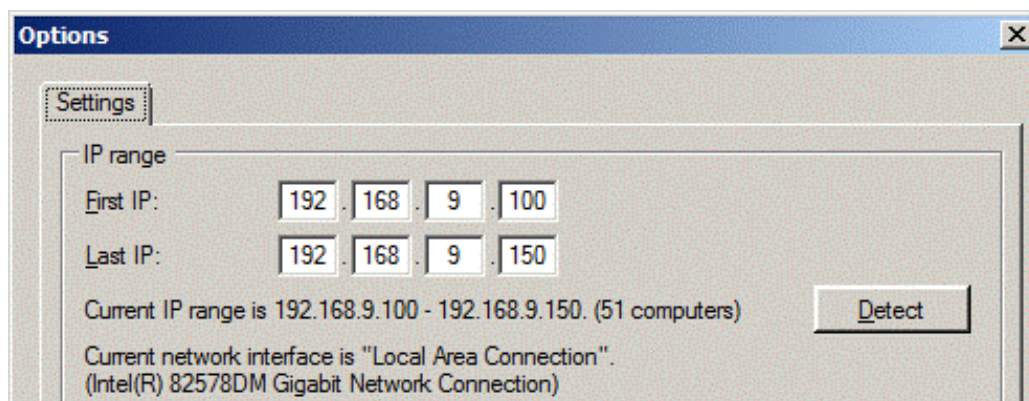 Options
Settings
IP range
First IP: 192 . 168 . 9 . 100
Last IP: 192 . 168 . 9 . 150
Current IP range is 192.168.9.100 - 192.168.9.150. (51 computers) Detect
Current network interface is "Local Area Connection".
(Intel(R) 82578DM Gigabit Network Connection)